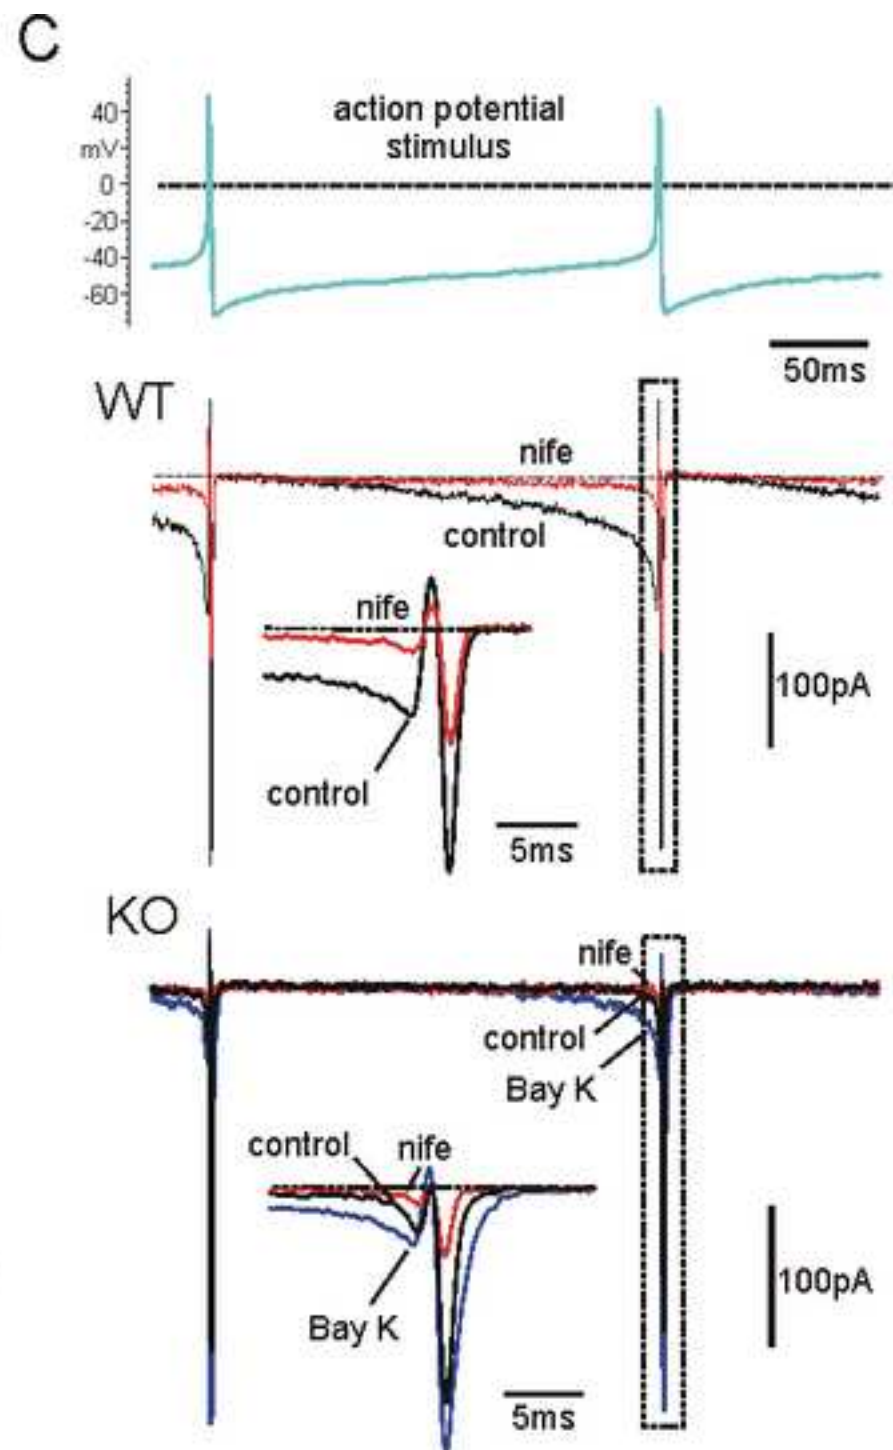 C
action potential
stimulus
40
mV
0
-20
-40
-60
50ms
WT
nife
control
nife
100pA
control
5ms
KO
nife
control
Bay K
control
nife
100pA
Bay K
5ms